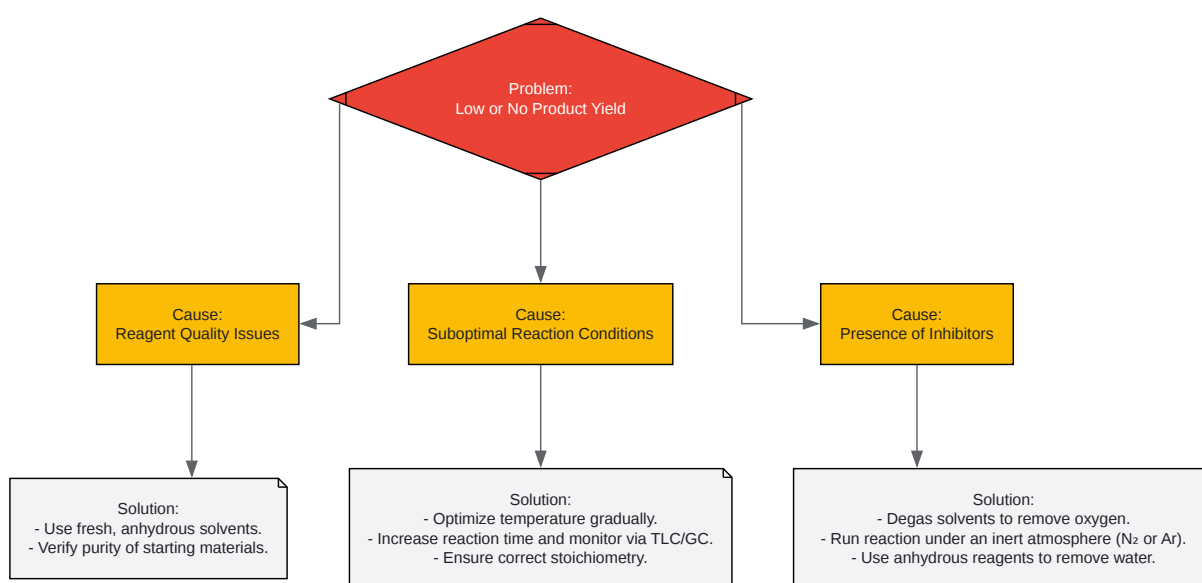 Problem:
Low or No Product Yield
Cause:
Reagent Quality Issues
Cause:
Suboptimal Reaction Conditions
Cause:
Presence of Inhibitors
Solution:
- Use fresh, anhydrous solvents.
- Verify purity of starting materials.
Solution:
- Optimize temperature gradually.
- Increase reaction time and monitor via TLC/GC.
- Ensure correct stoichiometry.
Solution:
- Degas solvents to remove oxygen.
- Run reaction under an inert atmosphere (N₂ or Ar).
- Use anhydrous reagents to remove water.